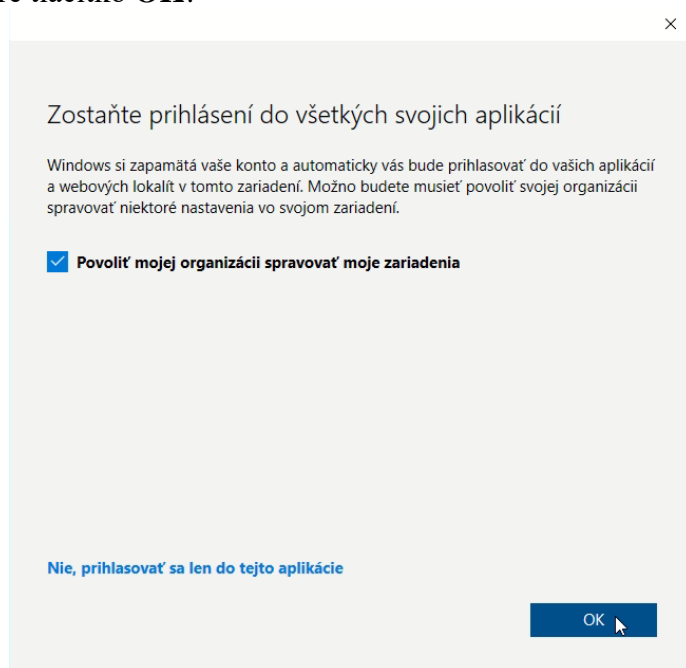 tlačítko OK.
Zostaňte prihlásení do všetkých svojich aplikácií
Windows si zapamätá vaše konto a automaticky vás bude prihlasovať do vašich aplikácií
a webových lokalít v tomto zariadení. Možno budete musieť povoliť svojej organizácii
spravovať niektoré nastavenia vo svojom zariadení.
Povoliť mojej organizácii spravovať moje zariadenia
Nie, prihlasovať sa len do tejto aplikácie
OK